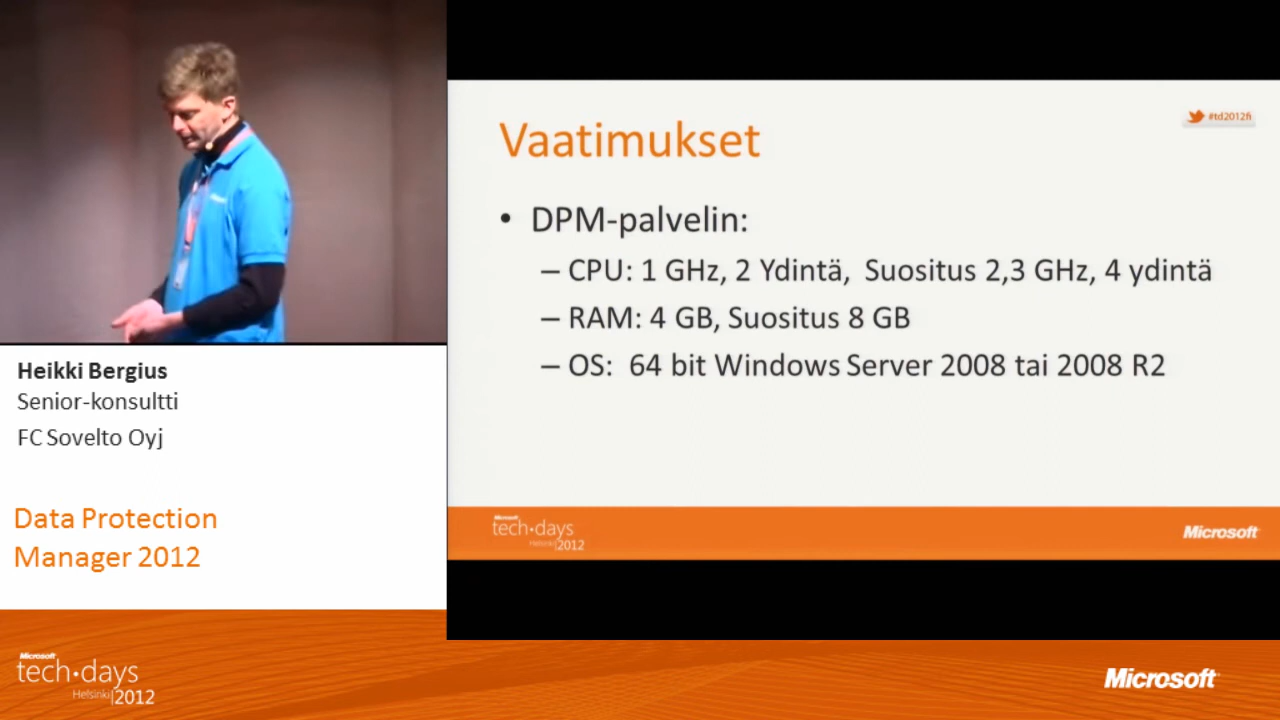 Vaatimukset
#td2012fi
• DPM-palvelin:
– CPU: 1 GHz, 2 Ydintä, Suositus 2,3 GHz, 4 ydintä
– RAM: 4 GB, Suositus 8 GB
– OS: 64 bit Windows Server 2008 tai 2008 R2
Microsoft
tech·days
Helsinki|2012
Microsoft
Heikki Bergius
Senior-konsultti
FC Sovelto Oyj
Data Protection
Manager 2012
Microsoft
tech·days
Helsinki|2012
Microsoft